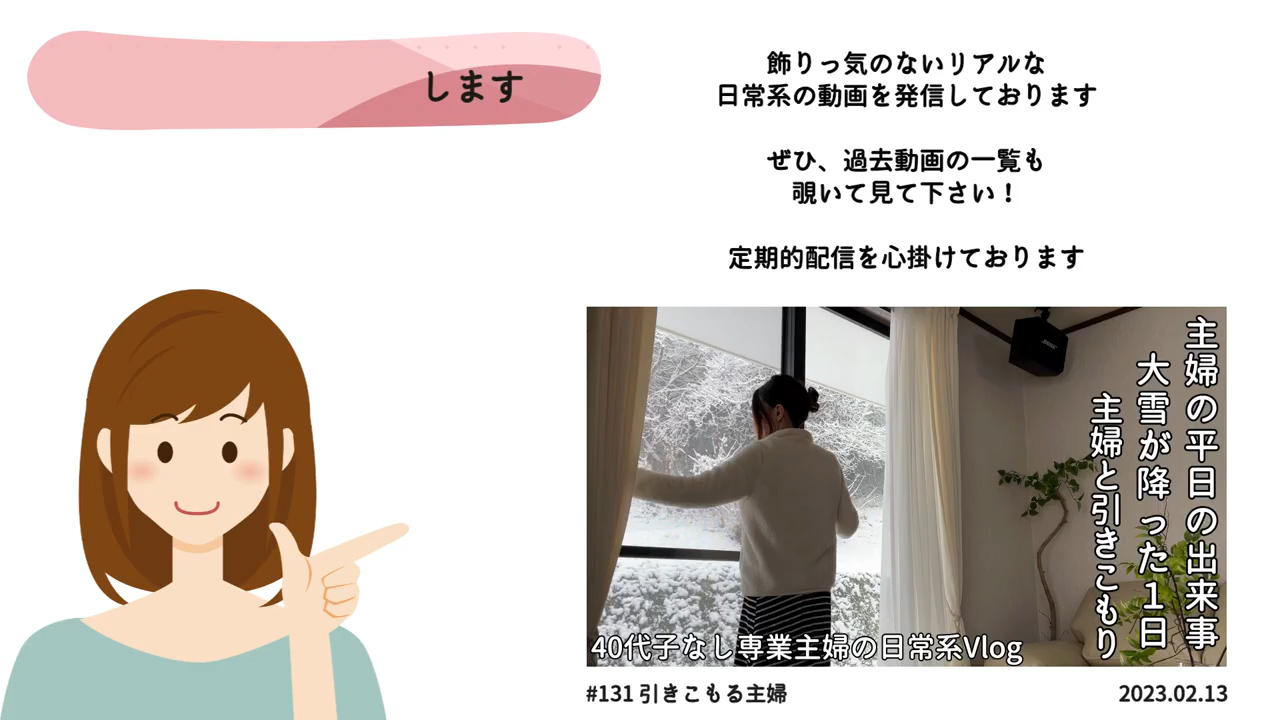 します
飾りっ気のないリアルな
日常系の動画を発信しております
ぜひ、過去動画の一覧も
覗いて見て下さい！
定期的配信を心掛けております
主婦の平日の出来事
大雪が降った１日
主婦と引きこもり
40代子なし専業主婦の日常系Vlog
#131 引きこもる主婦
2023.02.13